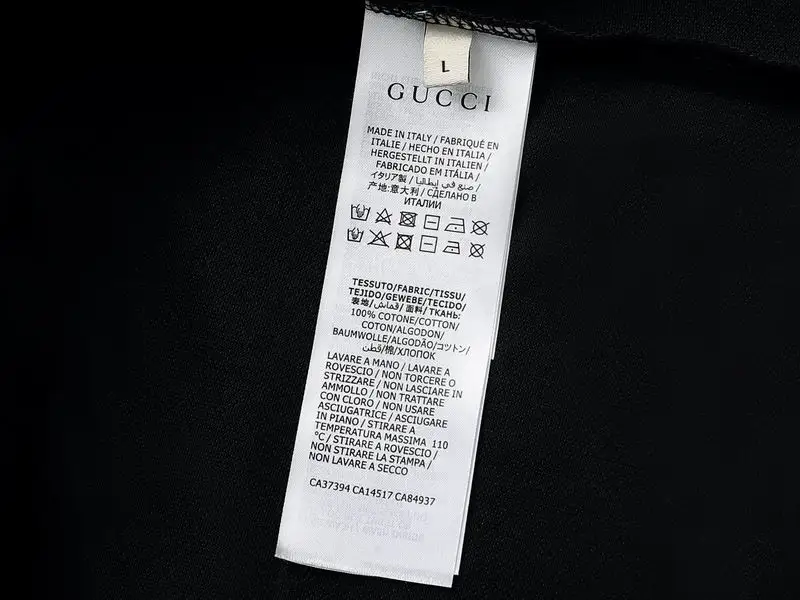 L
GUCCI
MADE IN ITALY / FABRIQUÉ EN
ITALIE / HECHO EN ITALIA /
HERGESTELLT IN ITALIEN /
FABRICADO EM ITÁLIA /
イタリア製 / صنع في إيطاليا /
产地:意大利 / СДЕЛАНО В
ИТАЛИИ
TESSUTO/FABRIC/TISSU/
TEJIDO/GEWEBE/TECIDO/
表地/قماش/ 面料/ ТКАНЬ:
100% COTONE/COTTON/
COTON/ALGODON/
BAUMWOLLE/ALGODÃO/コットン/
قطن/棉/ХЛОПОК
LAVARE A MANO / LAVARE A
ROVESCIO / NON TORCERE O
STRIZZARE / NON LASCIARE IN
AMMOLLO / NON TRATTARE
CON CLORO / NON USARE
ASCIUGATRICE / ASCIUGARE
IN PIANO / STIRARE A
TEMPERATURA MASSIMA 110
°C / STIRARE A ROVESCIO /
NON STIRARE LA STAMPA /
NON LAVARE A SECCO
CA37394 CA14517 CA84937